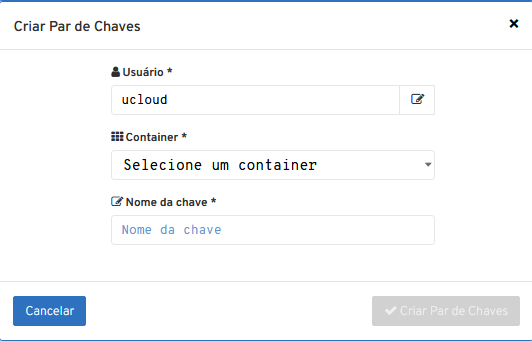 Criar Par de Chaves
Usuário *
ucloud
Container *
Selecione um container
Nome da chave *
Nome da chave
Cancelar
Criar Par de Chaves